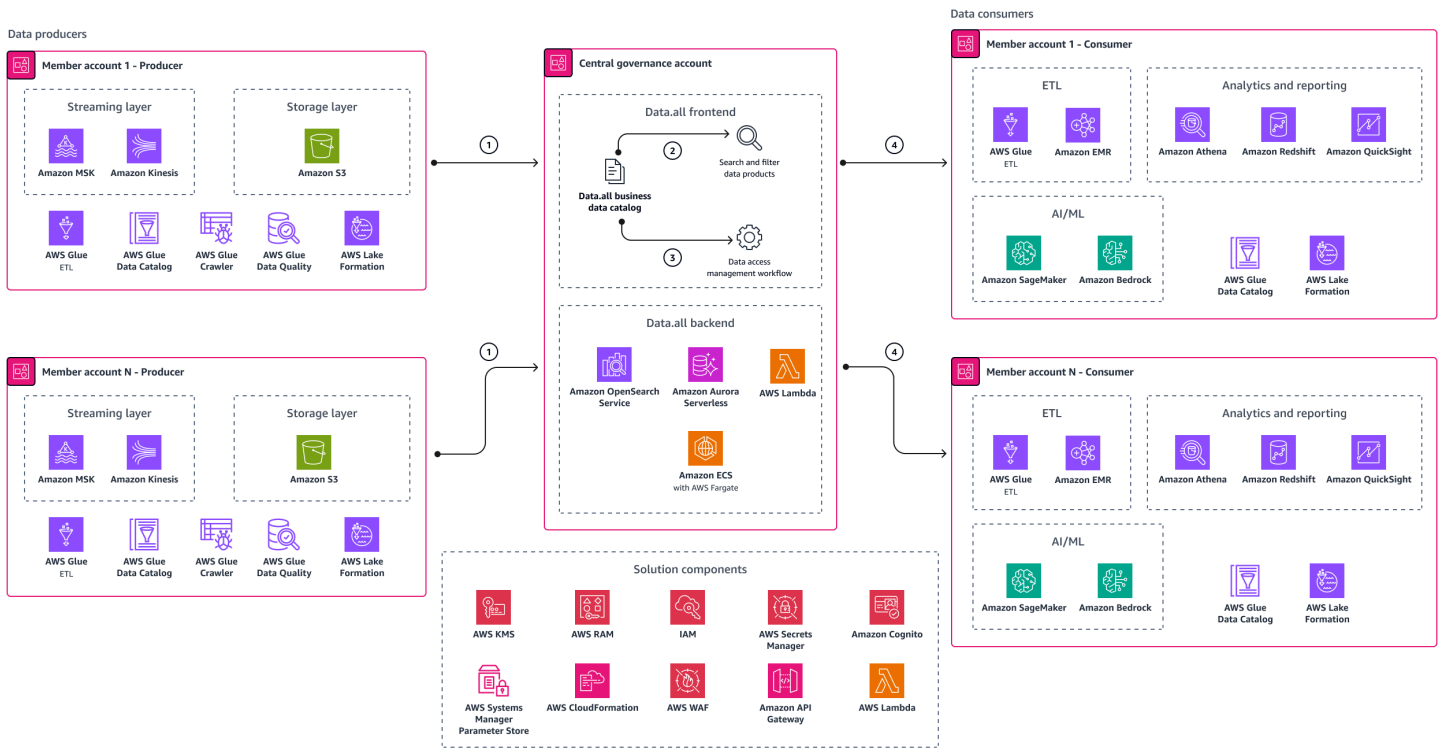 Data producers
Member account 1 - Producer
Streaming layer
Amazon MSK
Amazon Kinesis
Storage layer
Amazon S3
AWS Glue
ETL
AWS Glue
Data Catalog
AWS Glue
Crawler
AWS Glue
Data Quality
AWS Lake
Formation
Member account N - Producer
Streaming layer
Amazon MSK
Amazon Kinesis
Storage layer
Amazon S3
AWS Glue
ETL
AWS Glue
Data Catalog
AWS Glue
Crawler
AWS Glue
Data Quality
AWS Lake
Formation
1
1
Central governance account
Data.all frontend
2
Search and filter
data products
Data.all business
data catalog
3
Data access
management workflow
Data.all backend
Amazon OpenSearch
Service
Amazon Aurora
Serverless
AWS Lambda
Amazon ECS
with AWS Fargate
Solution components
AWS KMS
AWS RAM
IAM
AWS Secrets
Manager
Amazon Cognito
AWS Systems
Manager
Parameter Store
AWS CloudFormation
AWS WAF
Amazon API
Gateway
AWS Lambda
4
4
Data consumers
Member account 1 - Consumer
ETL
AWS Glue
ETL
Amazon EMR
Analytics and reporting
Amazon Athena
Amazon Redshift
Amazon QuickSight
AI/ML
Amazon SageMaker
Amazon Bedrock
AWS Glue
Data Catalog
AWS Lake
Formation
Member account N - Consumer
ETL
AWS Glue
ETL
Amazon EMR
Analytics and reporting
Amazon Athena
Amazon Redshift
Amazon QuickSight
AI/ML
Amazon SageMaker
Amazon Bedrock
AWS Glue
Data Catalog
AWS Lake
Formation